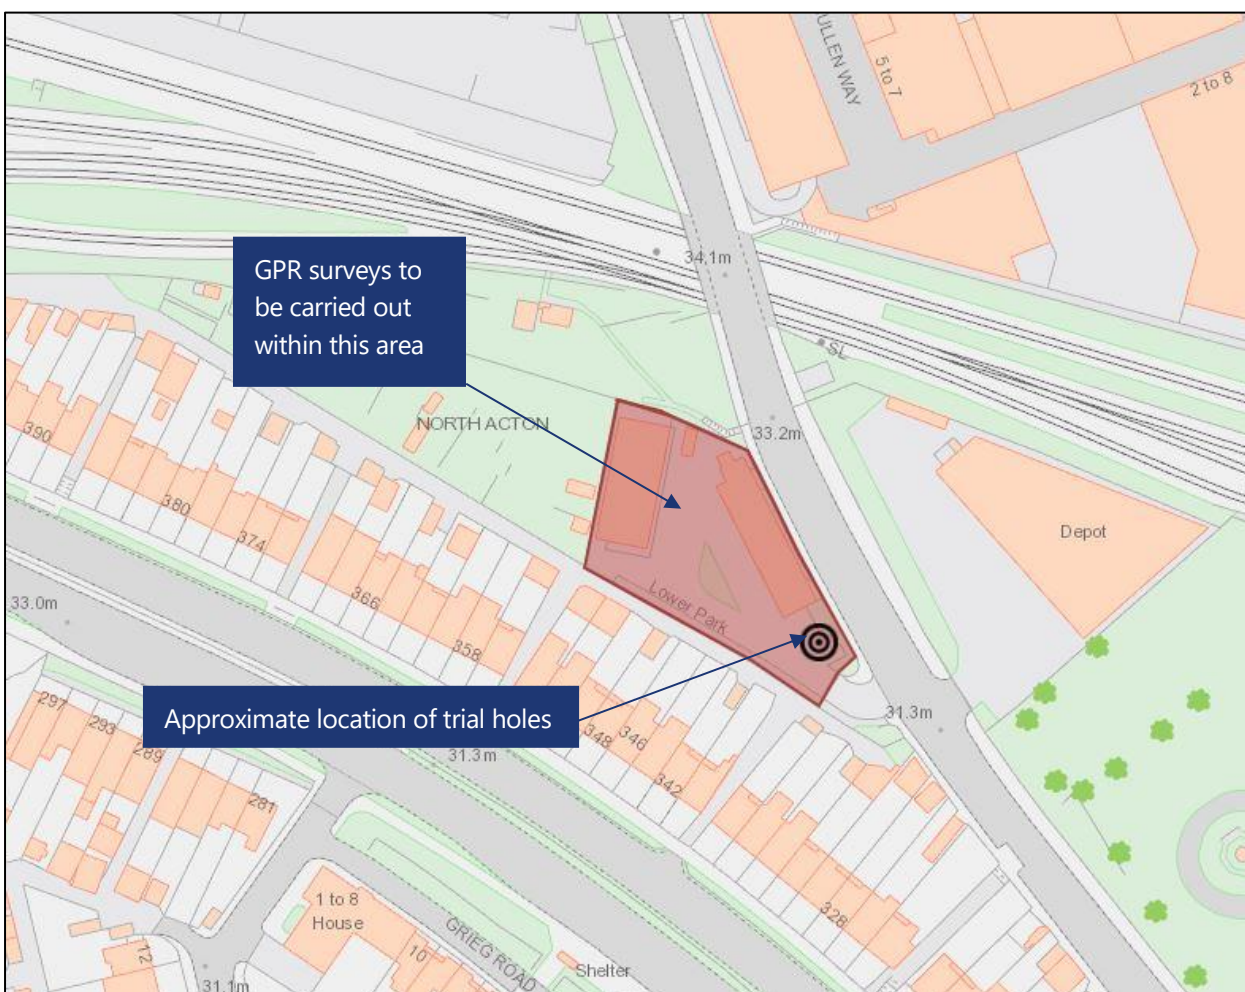 ULLEN WAY
5 to 7
2 to 8
34.1m
GPR surveys to
be carried out
within this area
SL
NORTH ACTON
33.2m
390
380
374
366
358
Depot
33.0m
Lower Park
Approximate location of trial holes
31.3m
297
293
289
281
31.3m
348
346
342
328
1 to 8
House
GRIEG ROAD
10
12
Shelter
31.1m